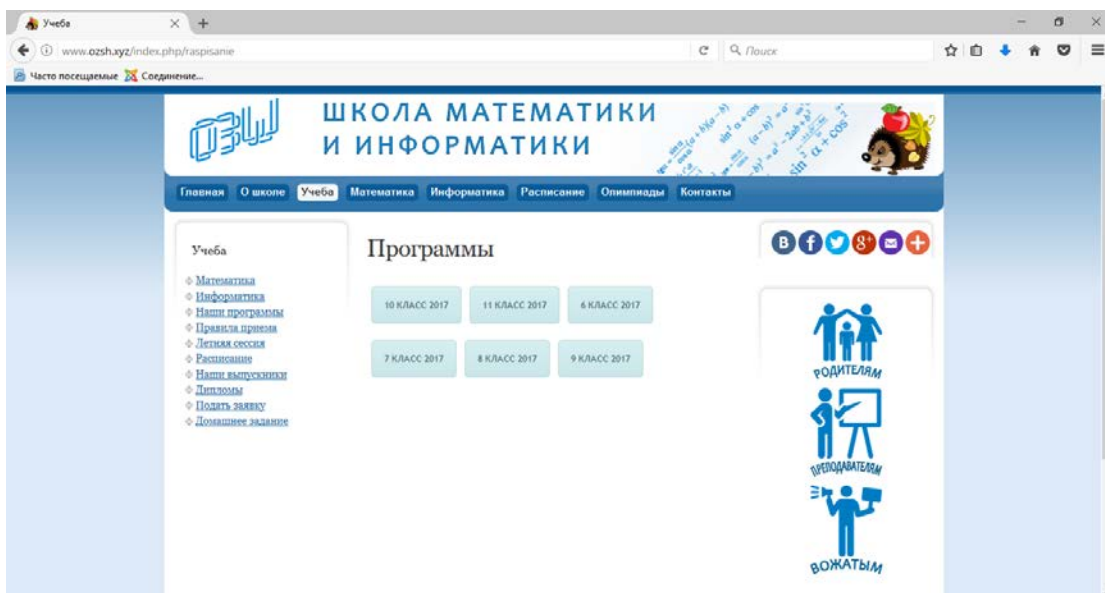 Учеба
www.ozsh.xyz/index.php/raspisanie
Поиск
Часто посещаемые Соединение...
ОЗШ
ШКОЛА МАТЕМАТИКИ
И ИНФОРМАТИКИ
Главная О школе Учеба Математика Информатика Расписание Олимпиады Контакты
Учеба
Математика
Информатика
Наши программы
Правила приема
Летняя сессия
Расписание
Наши выпускники
Дипломы
Подать заявку
Домашнее задание
Программы
10 КЛАСС 2017 11 КЛАСС 2017 6 КЛАСС 2017
7 КЛАСС 2017 8 КЛАСС 2017 9 КЛАСС 2017
РОДИТЕЛЯМ
ПРЕПОДАВАТЕЛЯМ
ВОЖАТЫМ